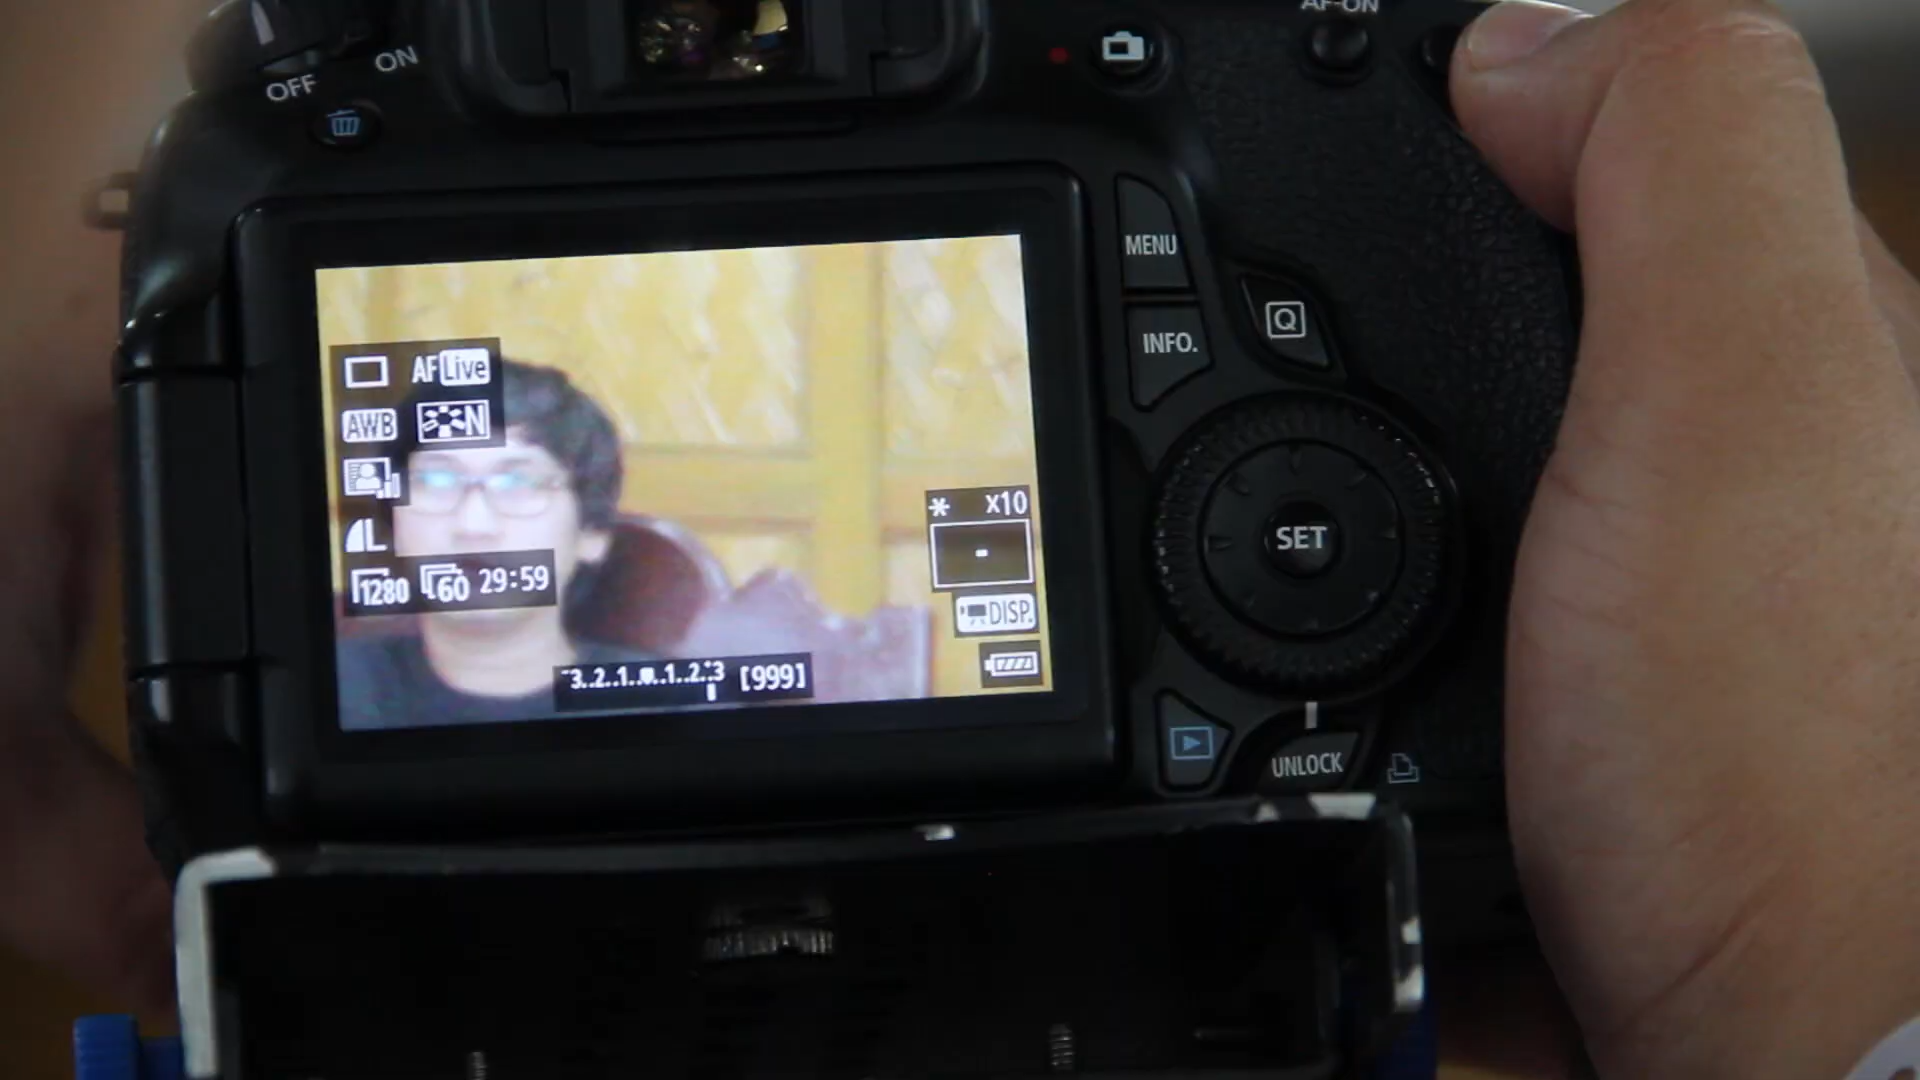 AF-ON
ON
OFF
MENU
Q
INFO.
AF Live
AWB
N
L
1280 60 29:59
x10
DISP.
-3..2..1..0..1..2..+3 [999]
SET
UNLOCK